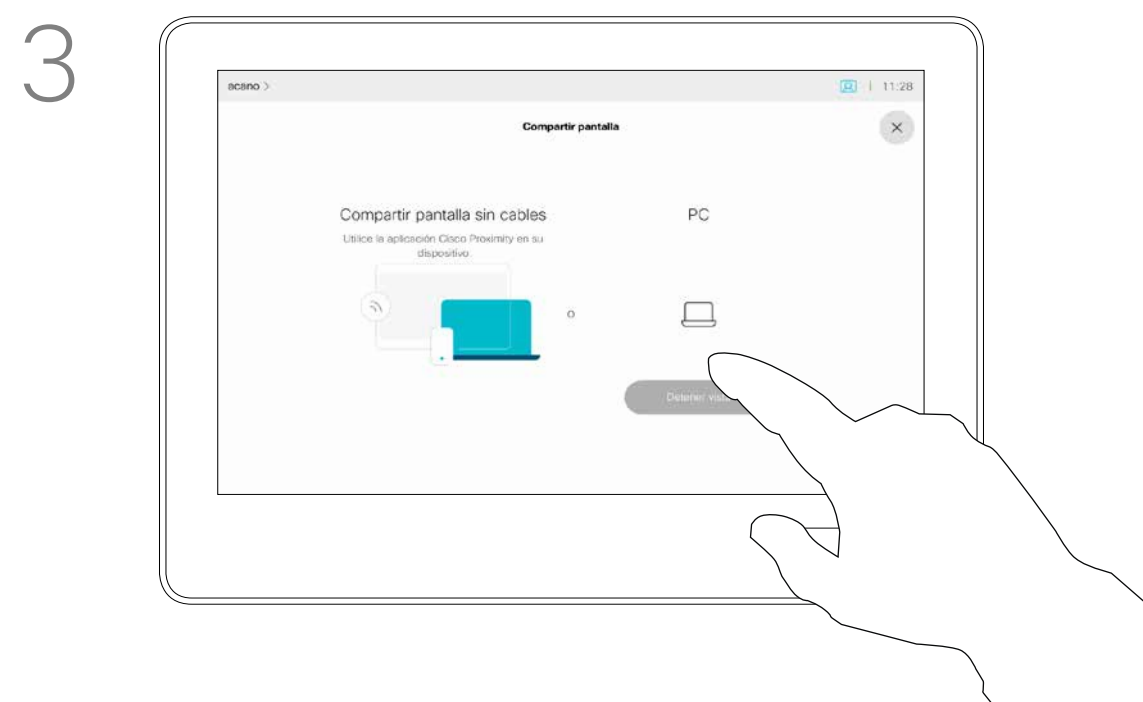 3
acano >
11:28
Compartir pantalla
Compartir pantalla sin cables
PC
Utilice la aplicación Cisco Proximity en su
dispositivo.
o
Detener